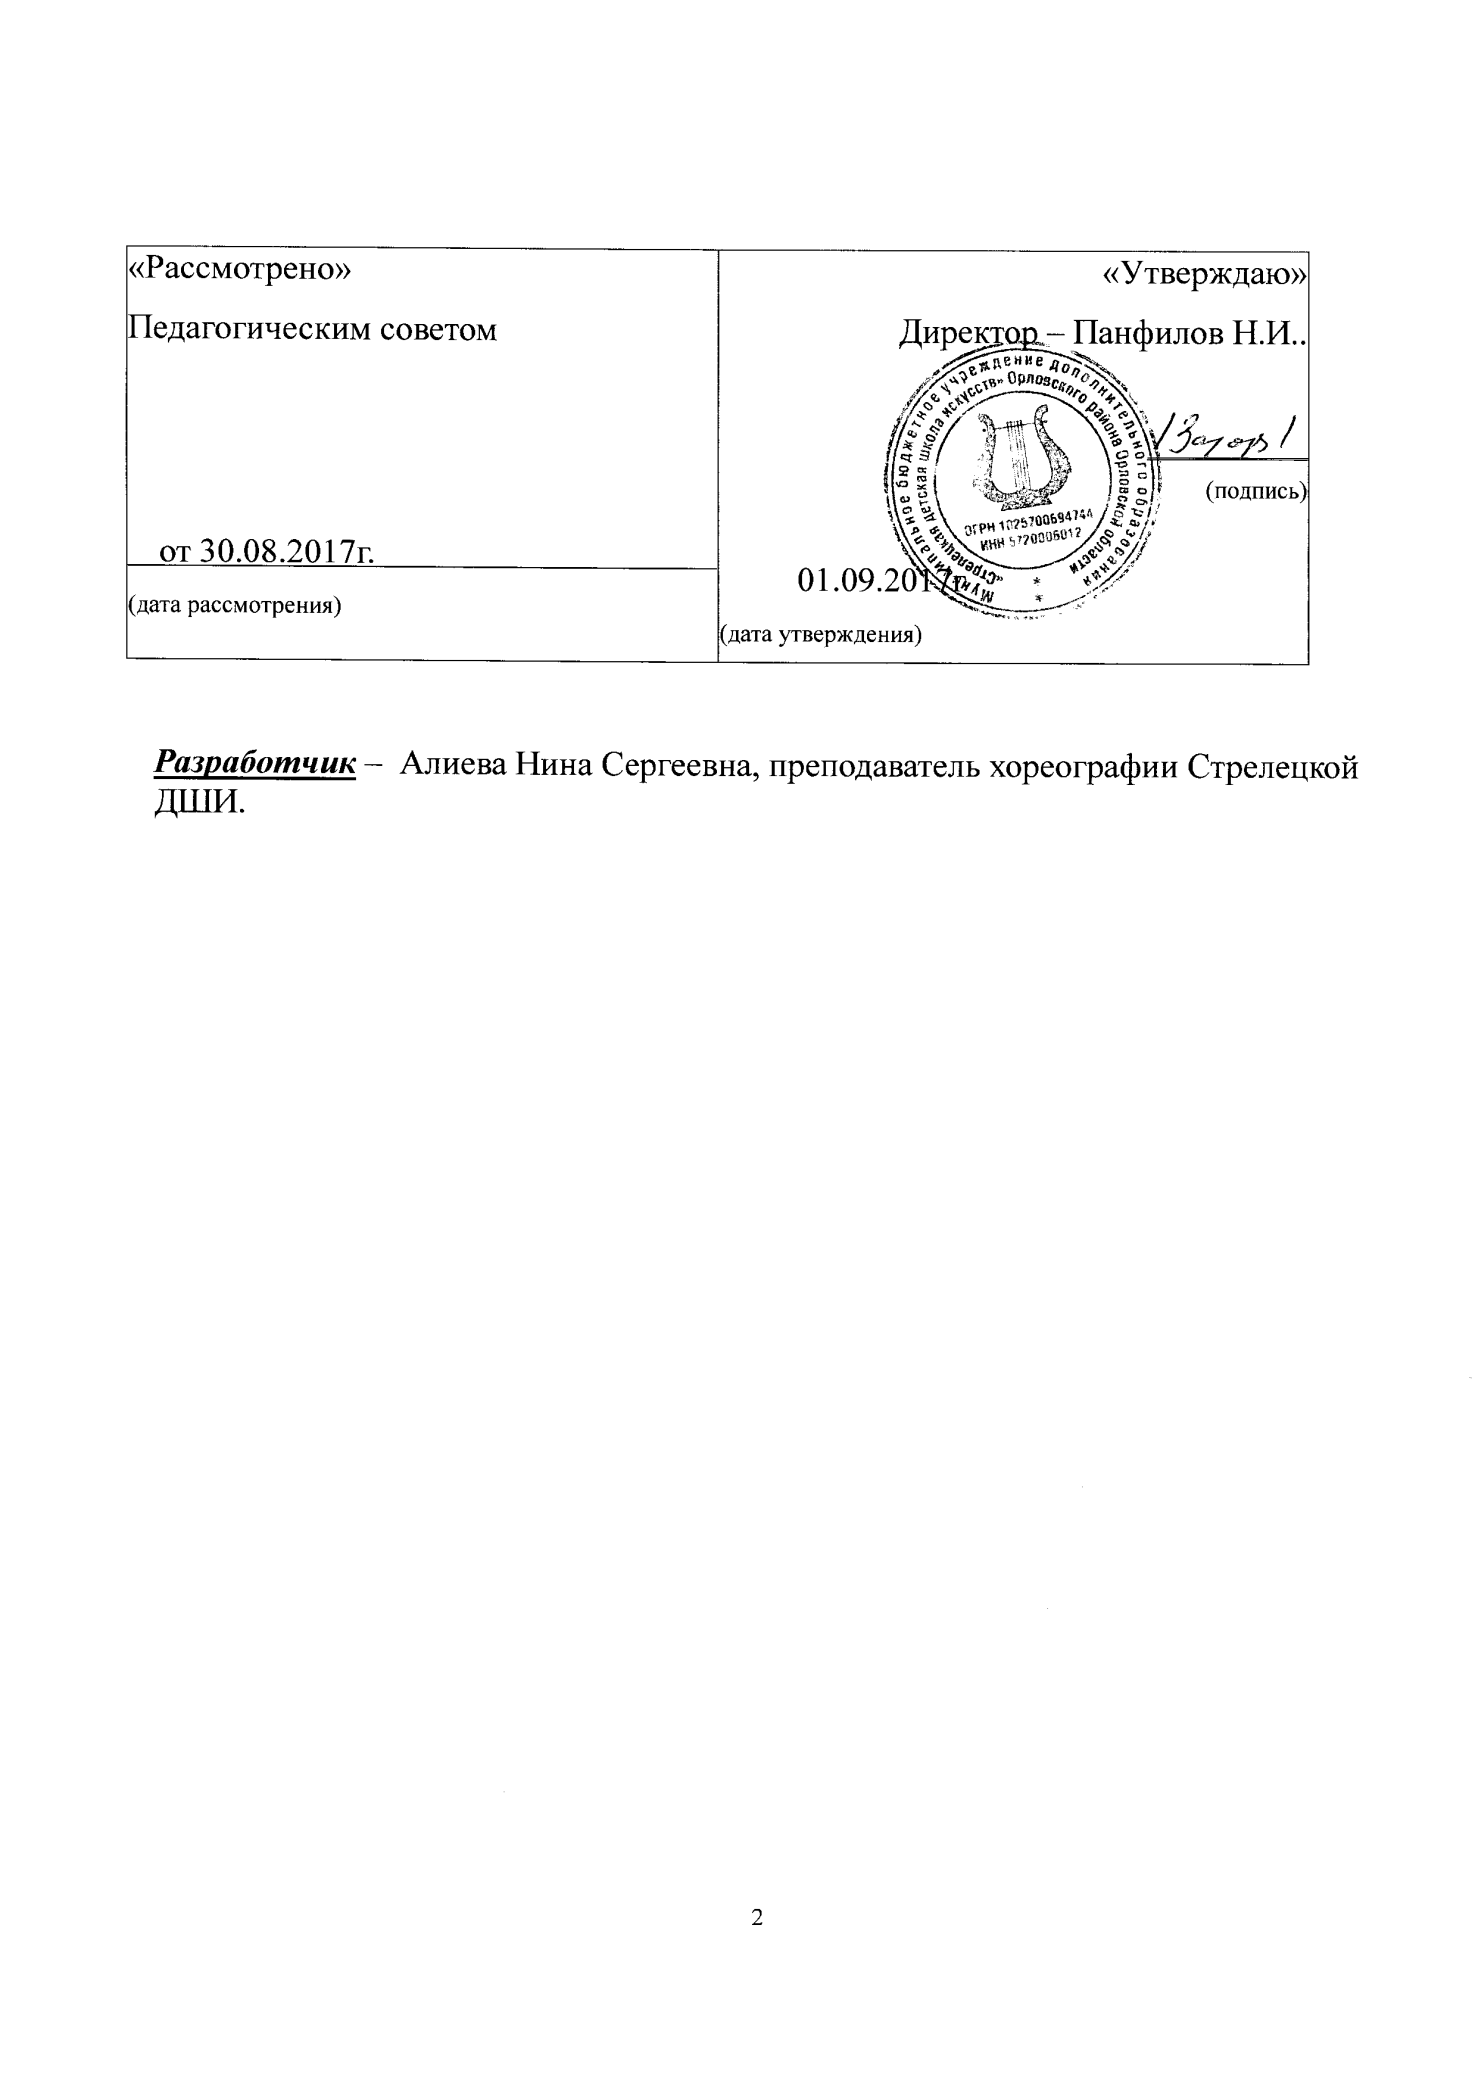 «Рассмотрено»
Педагогическим советом
от 30.08.2017г.
(дата рассмотрения)
«Утверждаю»
Директор – Панфилов Н.И..
(подпись)
01.09.2017г.
(дата утверждения)
Муниципальное бюджетное учреждение дополнительного образования
«Стрелецкая детская школа искусств» Орловского района Орловской области
ОГРН 1025700694744
ИНН 5720006012
Разработчик – Алиева Нина Сергеевна, преподаватель хореографии Стрелецкой
ДШИ.
2